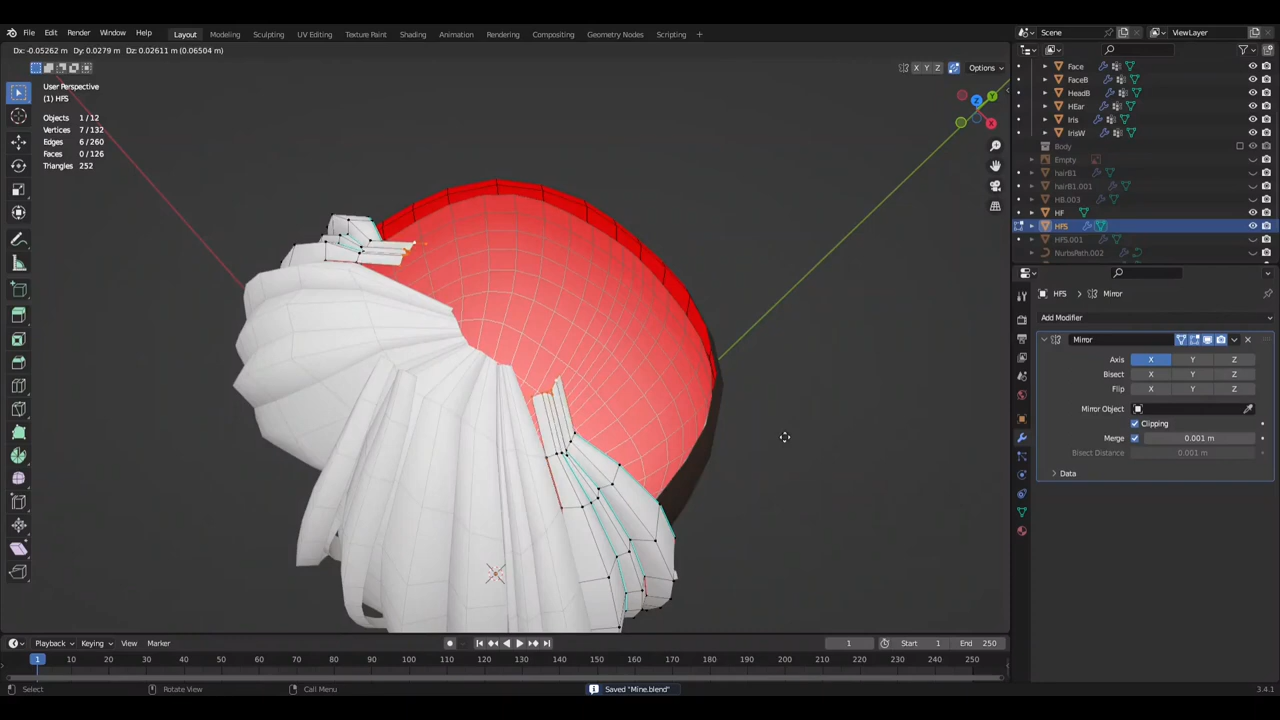 File Edit Render Window Help Layout Modeling Sculpting UV Editing Texture Paint Shading Animation Rendering Compositing Geometry Nodes Scripting + Scene ViewLayer
Dx: -0.05262 m Dy: 0.0279 m Dz: 0.02611 m (0.06504 m)
X Y Z Options
User Perspective
(1) HFS
Objects 1/12
Vertices 7/132
Edges 6/260
Faces 0/126
Triangles 252
Z Y X
Face
FaceB
HeadB
HEar
Iris
IrisW
Body
Empty
hairB1
hairB1.001
HB.003
HF
HFS
HFS.001
NurbsPath.002
HFS > Mirror
Add Modifier
Mirror
Axis X Y Z
Bisect X Y Z
Flip X Y Z
Mirror Object
Clipping
Merge 0.001 m
Bisect Distance 0.001 m
Data
Playback Keying View Marker 1 Start 1 End 250
1 10 20 30 40 50 60 70 80 90 100 110 120 130 140 150 160 170 180 190 200 210 220 230 240 250
Select Rotate View Call Menu Saved "Mine.blend" 3.4.1